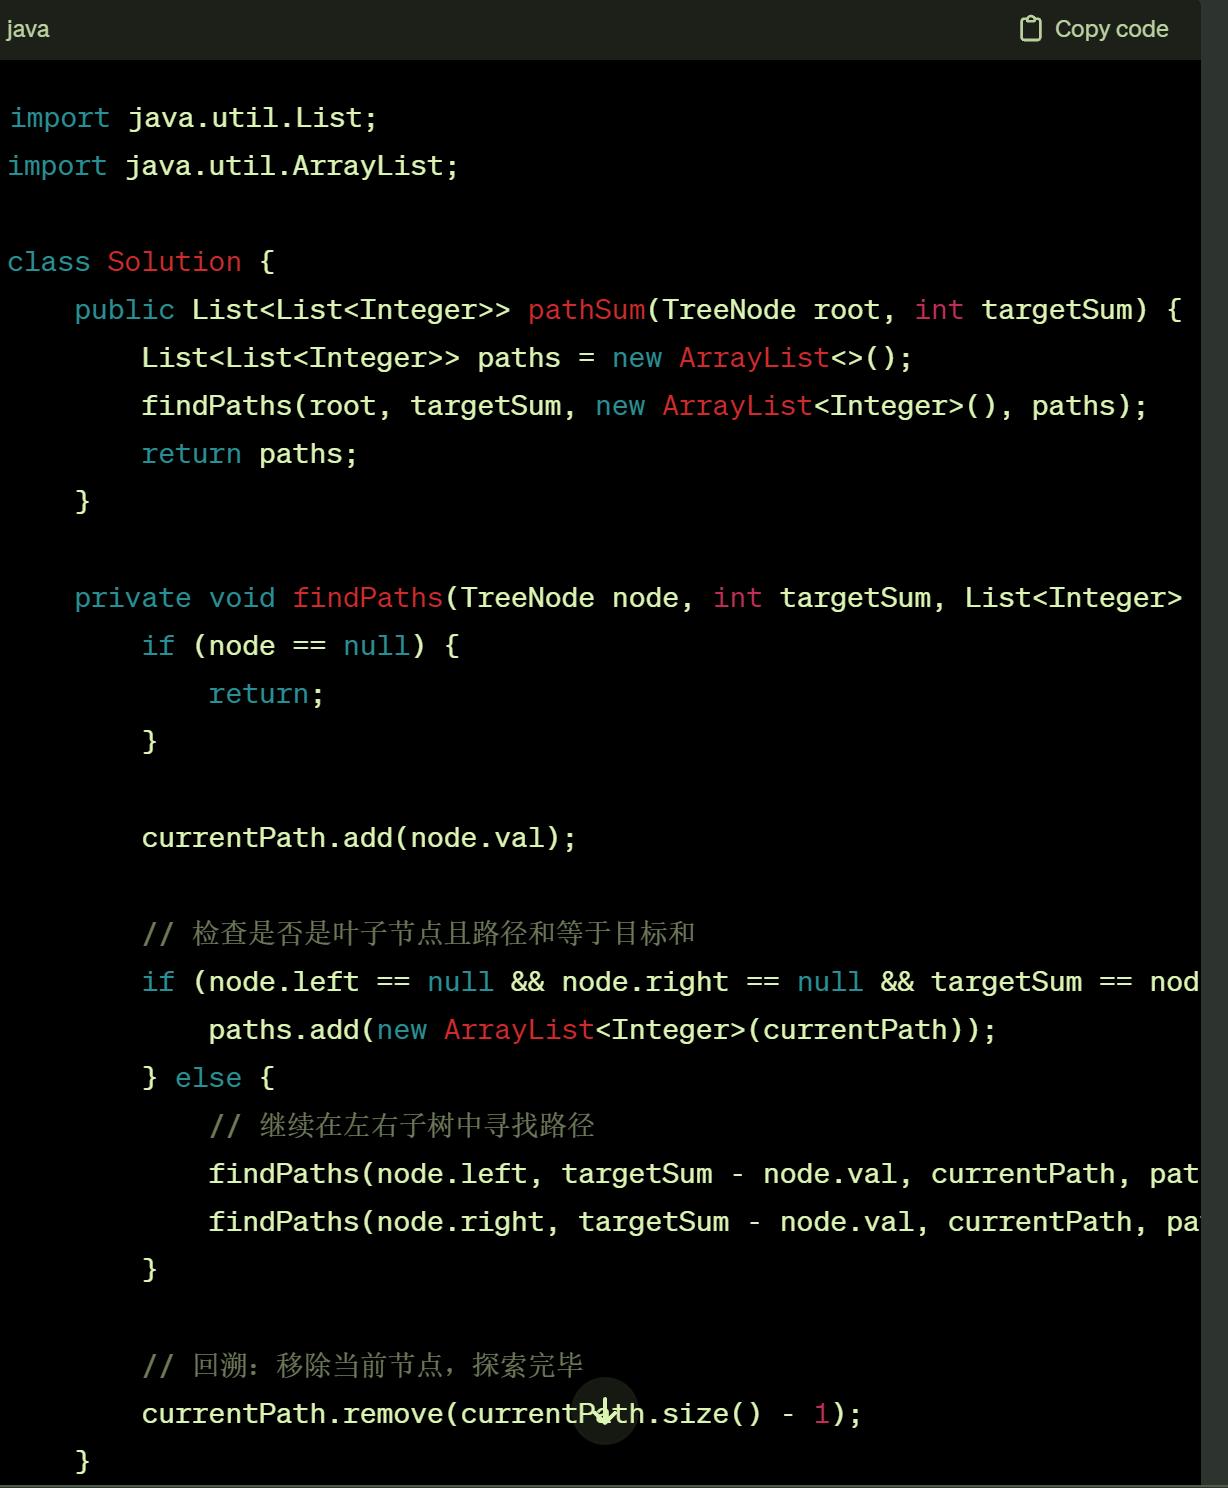 java
Copy code
import java.util.List;
import java.util.ArrayList;
class Solution {
public List<List<Integer>> pathSum(TreeNode root, int targetSum) {
List<List<Integer>> paths = new ArrayList<>();
findPaths(root, targetSum, new ArrayList<Integer>(), paths);
return paths;
}
private void findPaths(TreeNode node, int targetSum, List<Integer>
if (node == null) {
return;
}
currentPath.add(node.val);
// 检查是否是叶子节点且路径和等于目标和
if (node.left == null && node.right == null && targetSum == nod
paths.add(new ArrayList<Integer>(currentPath));
} else {
// 继续在左右子树中寻找路径
findPaths(node.left, targetSum - node.val, currentPath, pat
findPaths(node.right, targetSum - node.val, currentPath, pa
}
// 回溯：移除当前节点，探索完毕
currentPath.remove(currentPath.size() - 1);
}